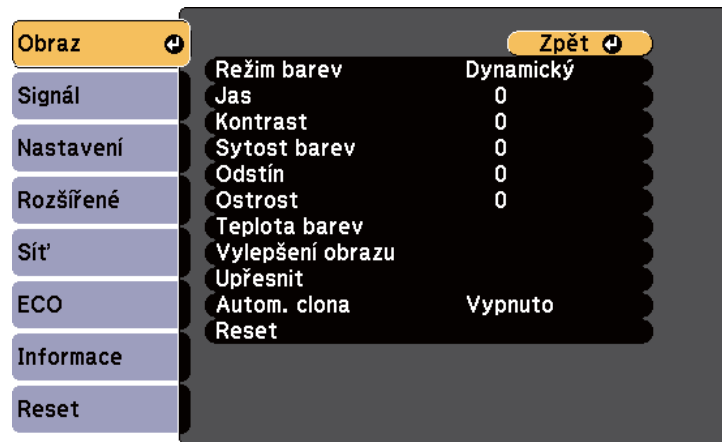 Obraz
Signál
Nastavení
Rozšířené
Síť
ECO
Informace
Reset
Zpět
Režim barev Dynamický
Jas 0
Kontrast 0
Sytost barev 0
Odstín 0
Ostrost 0
Teplota barev
Vylepšení obrazu
Upřesnit
Autom. clona Vypnuto
Reset